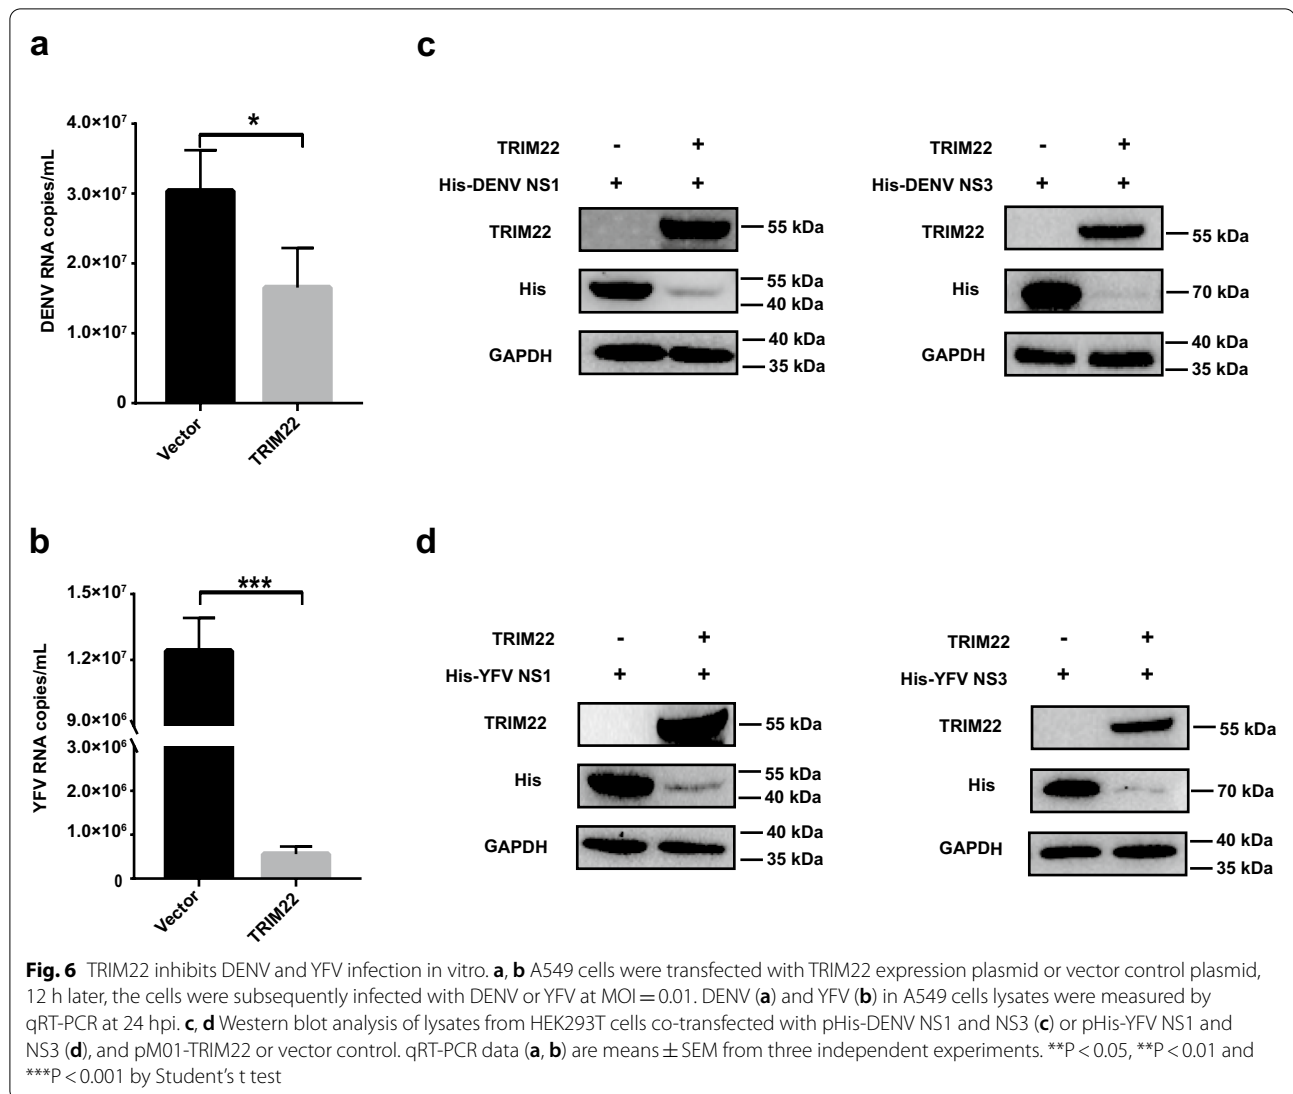 a
4.0×10⁷
3.0×10⁷
2.0×10⁷
1.0×10⁷
0
DENV RNA copies/mL
*
Vector
TRIM22
c
TRIM22 - +
His-DENV NS1 + +
TRIM22 55 kDa
His 55 kDa
40 kDa
GAPDH 40 kDa
35 kDa
TRIM22 - +
His-DENV NS3 + +
TRIM22 55 kDa
His 70 kDa
GAPDH 40 kDa
35 kDa
b
1.5×10⁷
1.2×10⁷
9.0×10⁶
3.0×10⁶
2.0×10⁶
1.0×10⁶
0
YFV RNA copies/mL
***
Vector
TRIM22
d
TRIM22 - +
His-YFV NS1 + +
TRIM22 55 kDa
His 55 kDa
40 kDa
GAPDH 40 kDa
35 kDa
TRIM22 - +
His-YFV NS3 + +
TRIM22 55 kDa
His 70 kDa
GAPDH 40 kDa
35 kDa
Fig. 6 TRIM22 inhibits DENV and YFV infection in vitro. a, b A549 cells were transfected with TRIM22 expression plasmid or vector control plasmid,
12 h later, the cells were subsequently infected with DENV or YFV at MOI = 0.01. DENV (a) and YFV (b) in A549 cells lysates were measured by
qRT-PCR at 24 hpi. c, d Western blot analysis of lysates from HEK293T cells co-transfected with pHis-DENV NS1 and NS3 (c) or pHis-YFV NS1 and
NS3 (d), and pM01-TRIM22 or vector control. qRT-PCR data (a, b) are means ± SEM from three independent experiments. **P < 0.05, **P < 0.01 and
***P < 0.001 by Student's t test